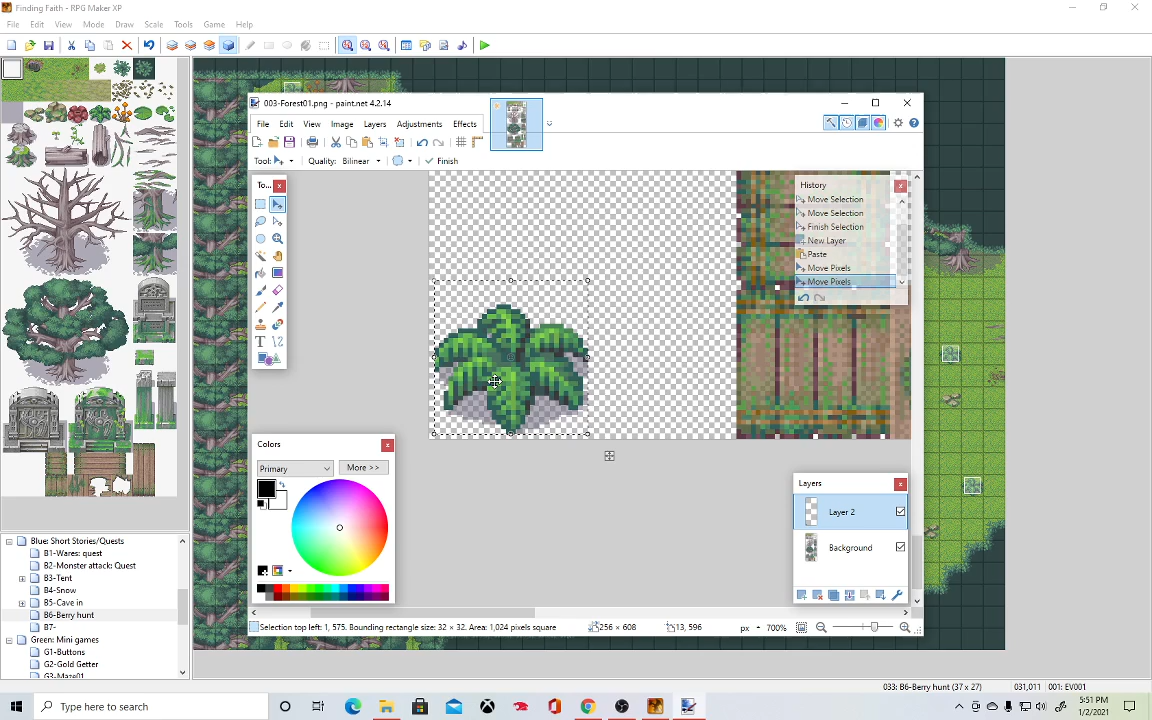 Finding Faith - RPG Maker XP
File Edit View Mode Draw Scale Tools Game Help
003-Forest01.png - paint.net 4.2.14
File Edit View Image Layers Adjustments Effects
Tool: Quality: Bilinear Finish
To...
History
Move Selection
Move Selection
Finish Selection
New Layer
Paste
Move Pixels
Move Pixels
Colors
Primary
More >>
Layers
Layer 2
Background
Blue: Short Stories/Quests
B1-Wares: quest
B2-Monster attack: Quest
B3-Tent
B4-Snow
B5-Cave in
B6-Berry hunt
B7-
Green: Mini games
G1-Buttons
G2-Gold Getter
G3-Maze01
Selection top left: 1, 575. Bounding rectangle size: 32 × 32. Area: 1,024 pixels square
256 × 608
13, 596
px
700%
033: B6-Berry hunt (37 x 27)
031,011
001: EV001
Type here to search
5:51 PM
1/2/2021